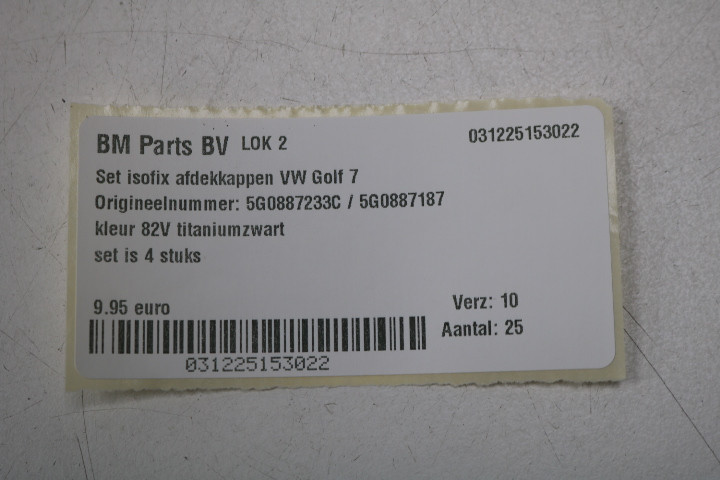 BM Parts BV LOK 2 031225153022
Set isofix afdekkappen VW Golf 7
Origineelnummer: 5G0887233C / 5G0887187
kleur 82V titaniumzwart
set is 4 stuks
9.95 euro Verz: 10
Aantal: 25
031225153022